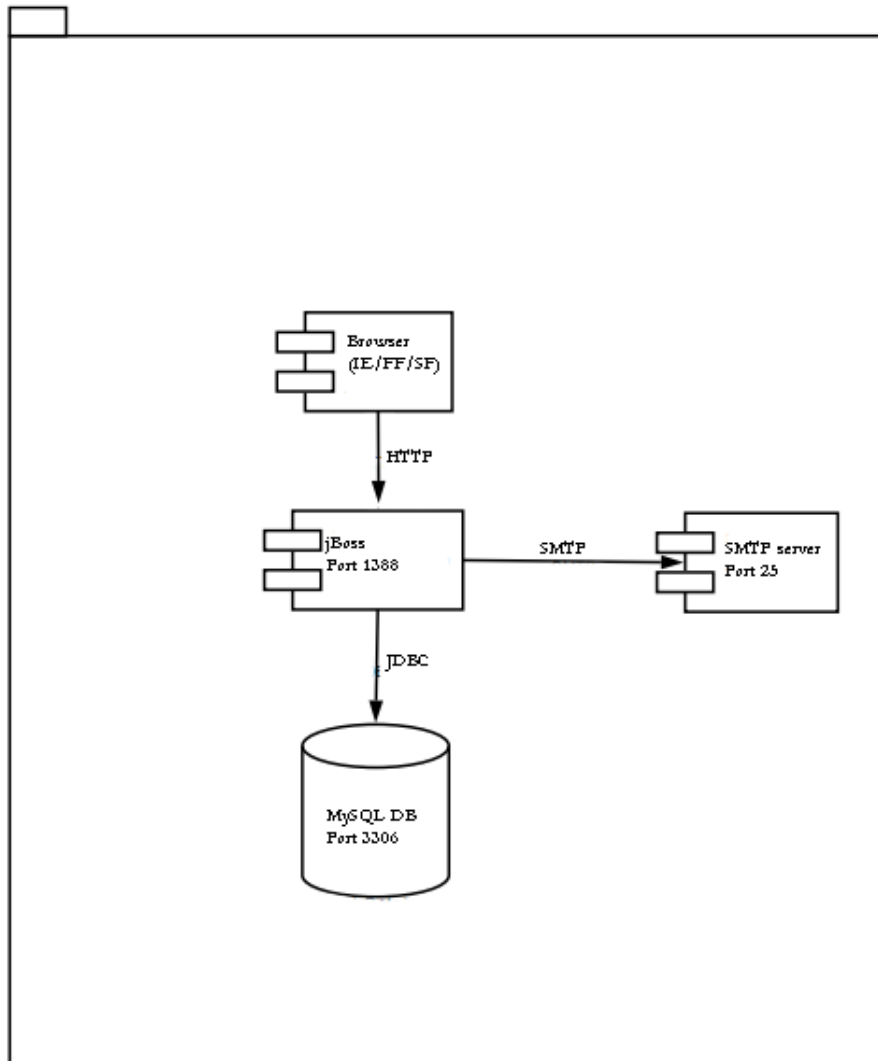 Browser
(IE/FF/SF)
HTTP
jBoss
Port 1388
SMTP
SMTP server
Port 25
JDBC
MySQL DB
Port 3306